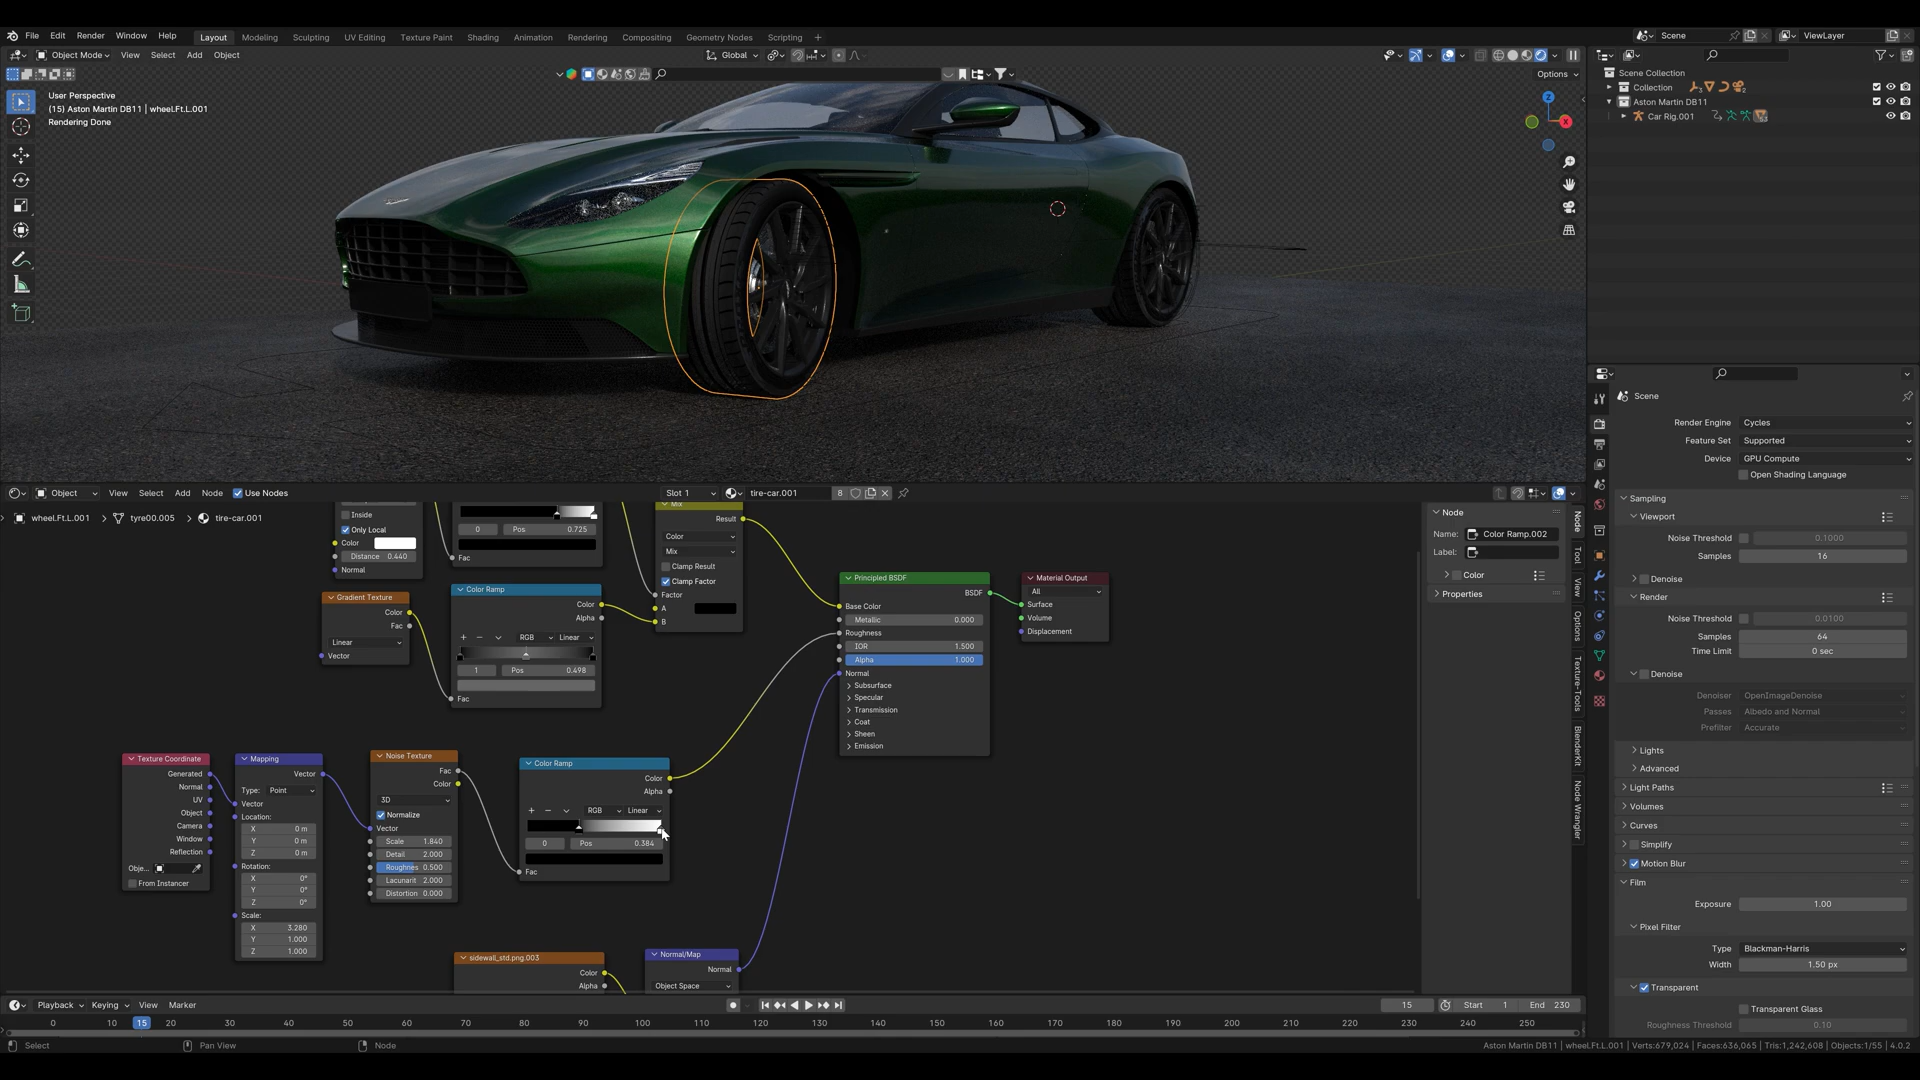 File Edit Render Window Help
Layout Modeling Sculpting UV Editing Texture Paint Shading Animation Rendering Compositing Geometry Nodes Scripting +
Scene
ViewLayer
Object Mode View Select Add Object
Global
Options
User Perspective
(15) Aston Martin DB11 | wheel.Ft.L.001
Rendering Done
Z
X
Scene Collection
Collection
Aston Martin DB11
Car Rig.001
Object View Select Add Node Use Nodes
Slot 1
tire-car.001
8
wheel.Ft.L.001 > tyre00.005 > tire-car.001
Inside
Only Local
Color
Distance 0.440
Normal
0 Pos 0.725
Fac
Mix
Result
Color
Mix
Clamp Result
Clamp Factor
Factor
A
B
Gradient Texture
Color
Fac
Linear
Vector
Color Ramp
Color
Alpha
RGB Linear
1 Pos 0.498
Fac
Principled BSDF
BSDF
Base Color
Metallic 0.000
Roughness
IOR 1.500
Alpha 1.000
Normal
Subsurface
Specular
Transmission
Coat
Sheen
Emission
Material Output
All
Surface
Volume
Displacement
Texture Coordinate
Generated
Normal
UV
Object
Camera
Window
Reflection
Obje...
From Instancer
Mapping
Vector
Type: Point
Vector
Location:
X 0 m
Y 0 m
Z 0 m
Rotation:
X 0°
Y 0°
Z 0°
Scale:
X 3.280
Y 1.000
Z 1.000
Noise Texture
Fac
Color
3D
Normalize
Vector
Scale 1.840
Detail 2.000
Roughnes 0.500
Lacunarit 2.000
Distortion 0.000
Color Ramp
Color
Alpha
RGB Linear
0 Pos 0.384
Fac
sidewall_std.png.003
Color
Alpha
Normal/Map
Normal
Object Space
Node
Name: Color Ramp.002
Label:
Color
Properties
Node
Tool
View
Options
Texture-Tools
BlenderKit
Node Wrangler
Scene
Render Engine Cycles
Feature Set Supported
Device GPU Compute
Open Shading Language
Sampling
Viewport
Noise Threshold 0.1000
Samples 16
Denoise
Render
Noise Threshold 0.0100
Samples 64
Time Limit 0 sec
Denoise
Denoiser OpenImageDenoise
Passes Albedo and Normal
Prefilter Accurate
Lights
Advanced
Light Paths
Volumes
Curves
Simplify
Motion Blur
Film
Exposure 1.00
Pixel Filter
Type Blackman-Harris
Width 1.50 px
Transparent
Transparent Glass
Roughness Threshold 0.10
Playback Keying View Marker
15 Start 1 End 230
0 10 15 20 30 40 50 60 70 80 90 100 110 120 130 140 150 160 170 180 190 200 210 220 230 240 250
Select Pan View Node
Aston Martin DB11 | wheel.Ft.L.001 | Verts:679,024 | Faces:636,065 | Tris:1,242,608 | Objects:1/55 | 4.0.2